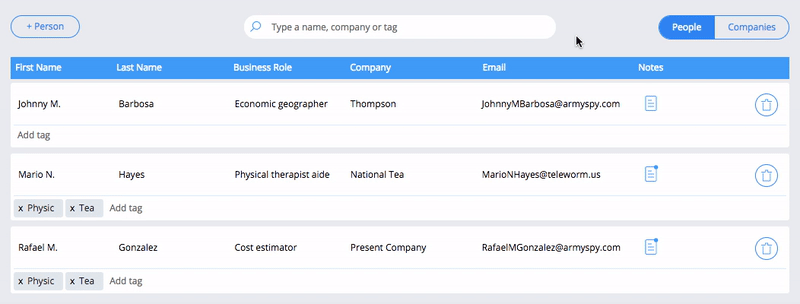 + Person Type a name, company or tag People Companies
First Name Last Name Business Role Company Email Notes
Johnny M. Barbosa Economic geographer Thompson JohnnyMBarbosa@armyspy.com
Add tag
Mario N. Hayes Physical therapist aide National Tea MarioNHayes@teleworm.us
x Physic x Tea Add tag
Rafael M. Gonzalez Cost estimator Present Company RafaelMGonzalez@armyspy.com
x Physic x Tea Add tag